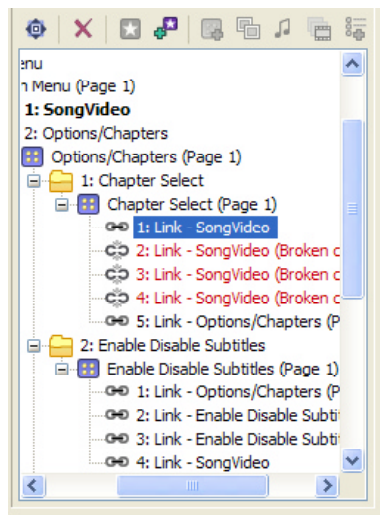 enu
n Menu (Page 1)
1: SongVideo
2: Options/Chapters
Options/Chapters (Page 1)
1: Chapter Select
Chapter Select (Page 1)
1: Link - SongVideo
2: Link - SongVideo (Broken c
3: Link - SongVideo (Broken c
4: Link - SongVideo (Broken c
5: Link - Options/Chapters (P
2: Enable Disable Subtitles
Enable Disable Subtitles (Page 1)
1: Link - Options/Chapters (P
2: Link - Enable Disable Subti
3: Link - Enable Disable Subti
4: Link - SongVideo